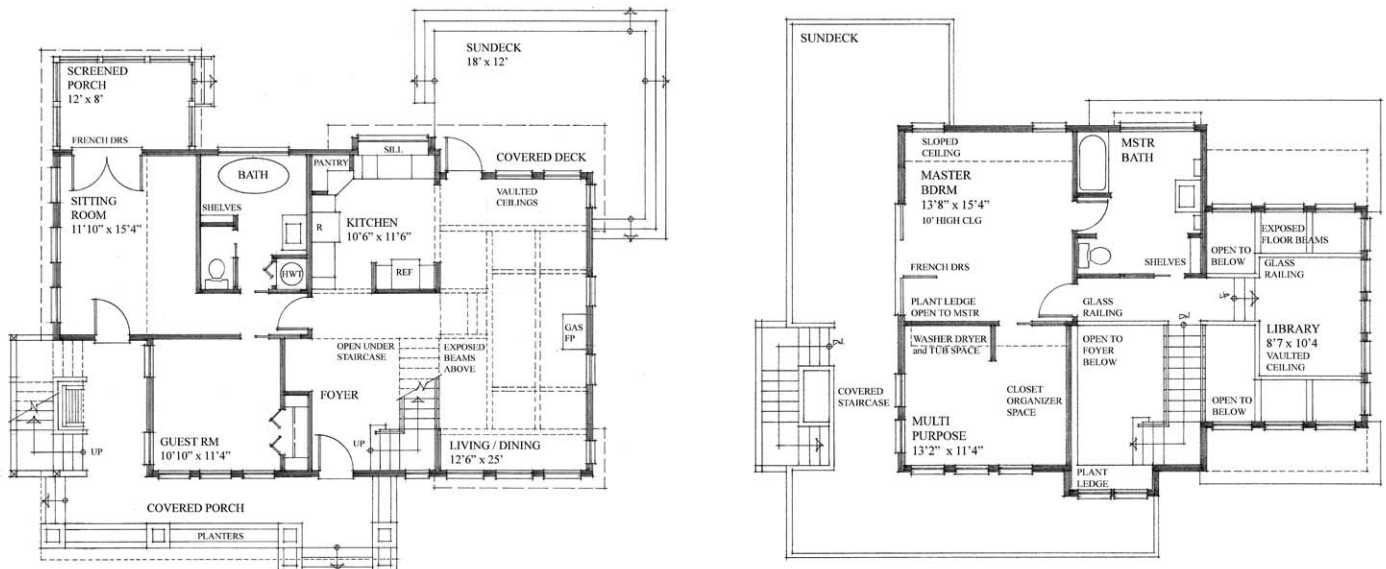 SCREENED
PORCH
12' x 8'
FRENCH DRS
SITTING
ROOM
11'10" x 15'4"
BATH
SHELVES
HWT
PANTRY
SILL
R
KITCHEN
10'6" x 11'6"
REF
SUNDECK
18' x 12'
COVERED DECK
VAULTED
CEILINGS
GAS
FP
OPEN UNDER
STAIRCASE
EXPOSED
BEAMS
ABOVE
FOYER
UP
GUEST RM
10'10" x 11'4"
UP
LIVING / DINING
12'6" x 25'
COVERED PORCH
PLANTERS
SUNDECK
SLOPED
CEILING
MASTER
BDRM
13'8" x 15'4"
10' HIGH CLG
FRENCH DRS
PLANT LEDGE
OPEN TO MSTR
MSTR
BATH
SHELVES
OPEN TO
BELOW
EXPOSED
FLOOR BEAMS
GLASS
RAILING
GLASS
RAILING
LIBRARY
8'7 x 10'4
VAULTED
CEILING
WASHER DRYER
and TUB SPACE
OPEN TO
FOYER
BELOW
COVERED
STAIRCASE
CLOSET
ORGANIZER
SPACE
OPEN TO
BELOW
MULTI
PURPOSE
13'2" x 11'4"
PLANT
LEDGE